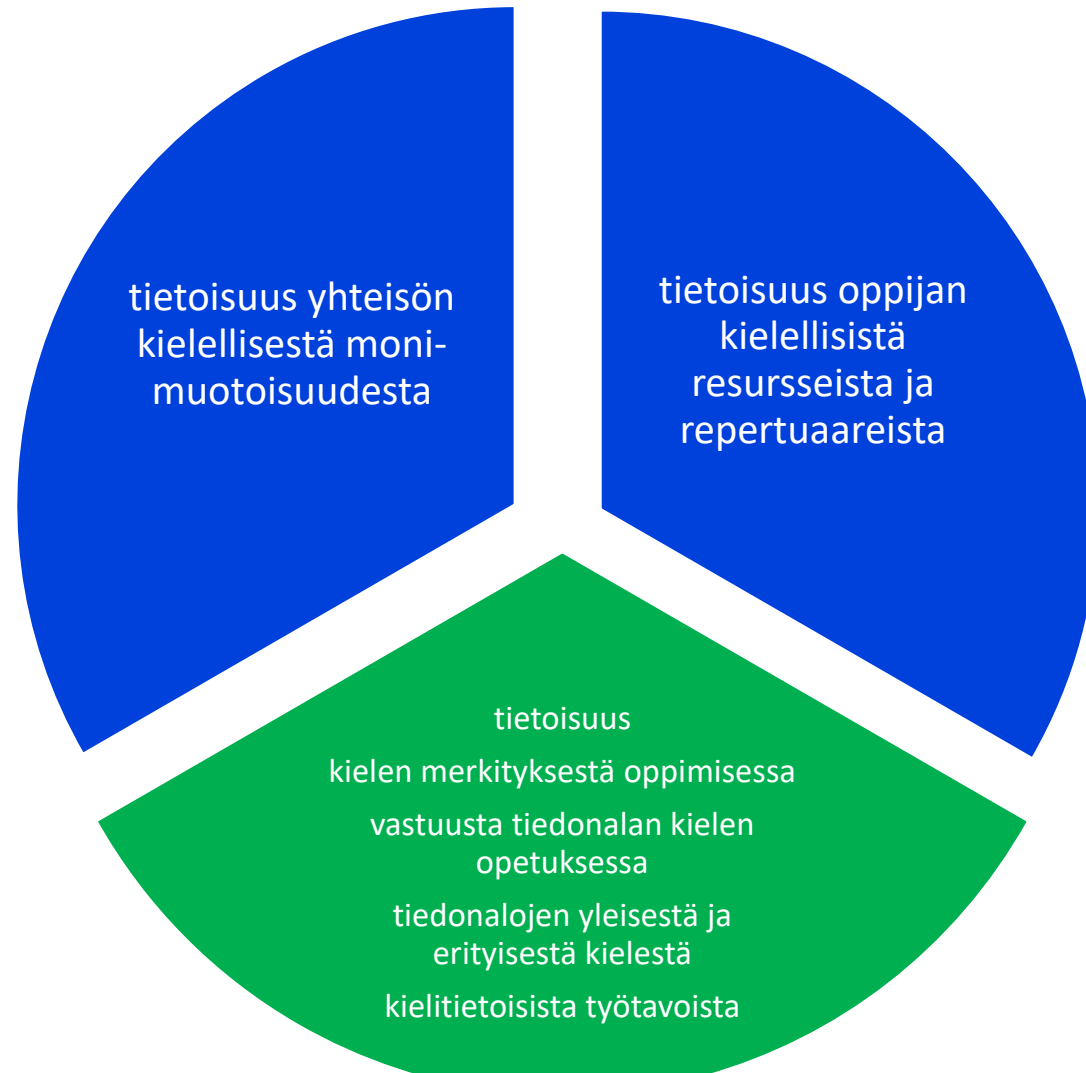 tietoisuus yhteisön
kielellisestä moni-
muotoisuudesta
tietoisuus oppijan
kielellisistä
resursseista ja
repertuaareista
tietoisuus
kielen merkityksestä oppimisessa
vastuusta tiedonalan kielen
opetuksessa
tiedonalojen yleisestä ja
erityisestä kielestä
kielitietoisista työtavoista